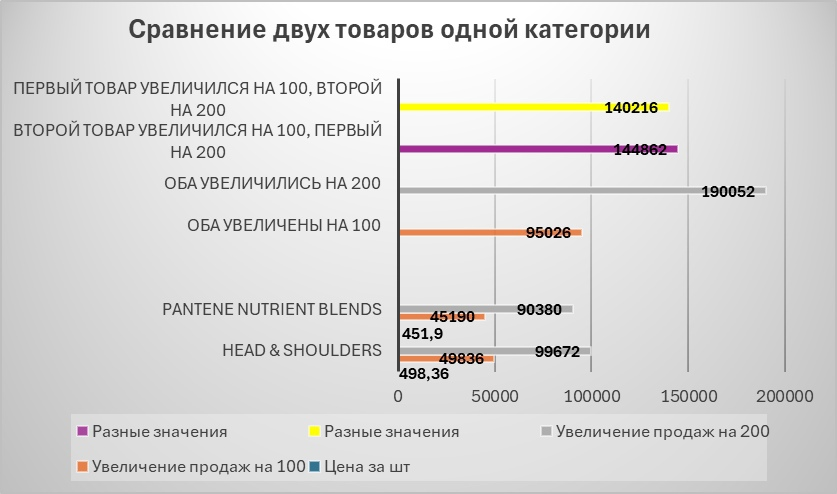 Сравнение двух товаров одной категории
ПЕРВЫЙ ТОВАР УВЕЛИЧИЛСЯ НА 100, ВТОРОЙ
НА 200
140216
ВТОРОЙ ТОВАР УВЕЛИЧИЛСЯ НА 100, ПЕРВЫЙ
НА 200
144862
ОБА УВЕЛИЧИЛИСЬ НА 200
190052
ОБА УВЕЛИЧЕНЫ НА 100
95026
PANTENE NUTRIENT BLENDS
90380
45190
451,9
HEAD & SHOULDERS
99672
49836
498,36
0 50000 100000 150000 200000
Разные значения Разные значения Увеличение продаж на 200
Увеличение продаж на 100 Цена за шт